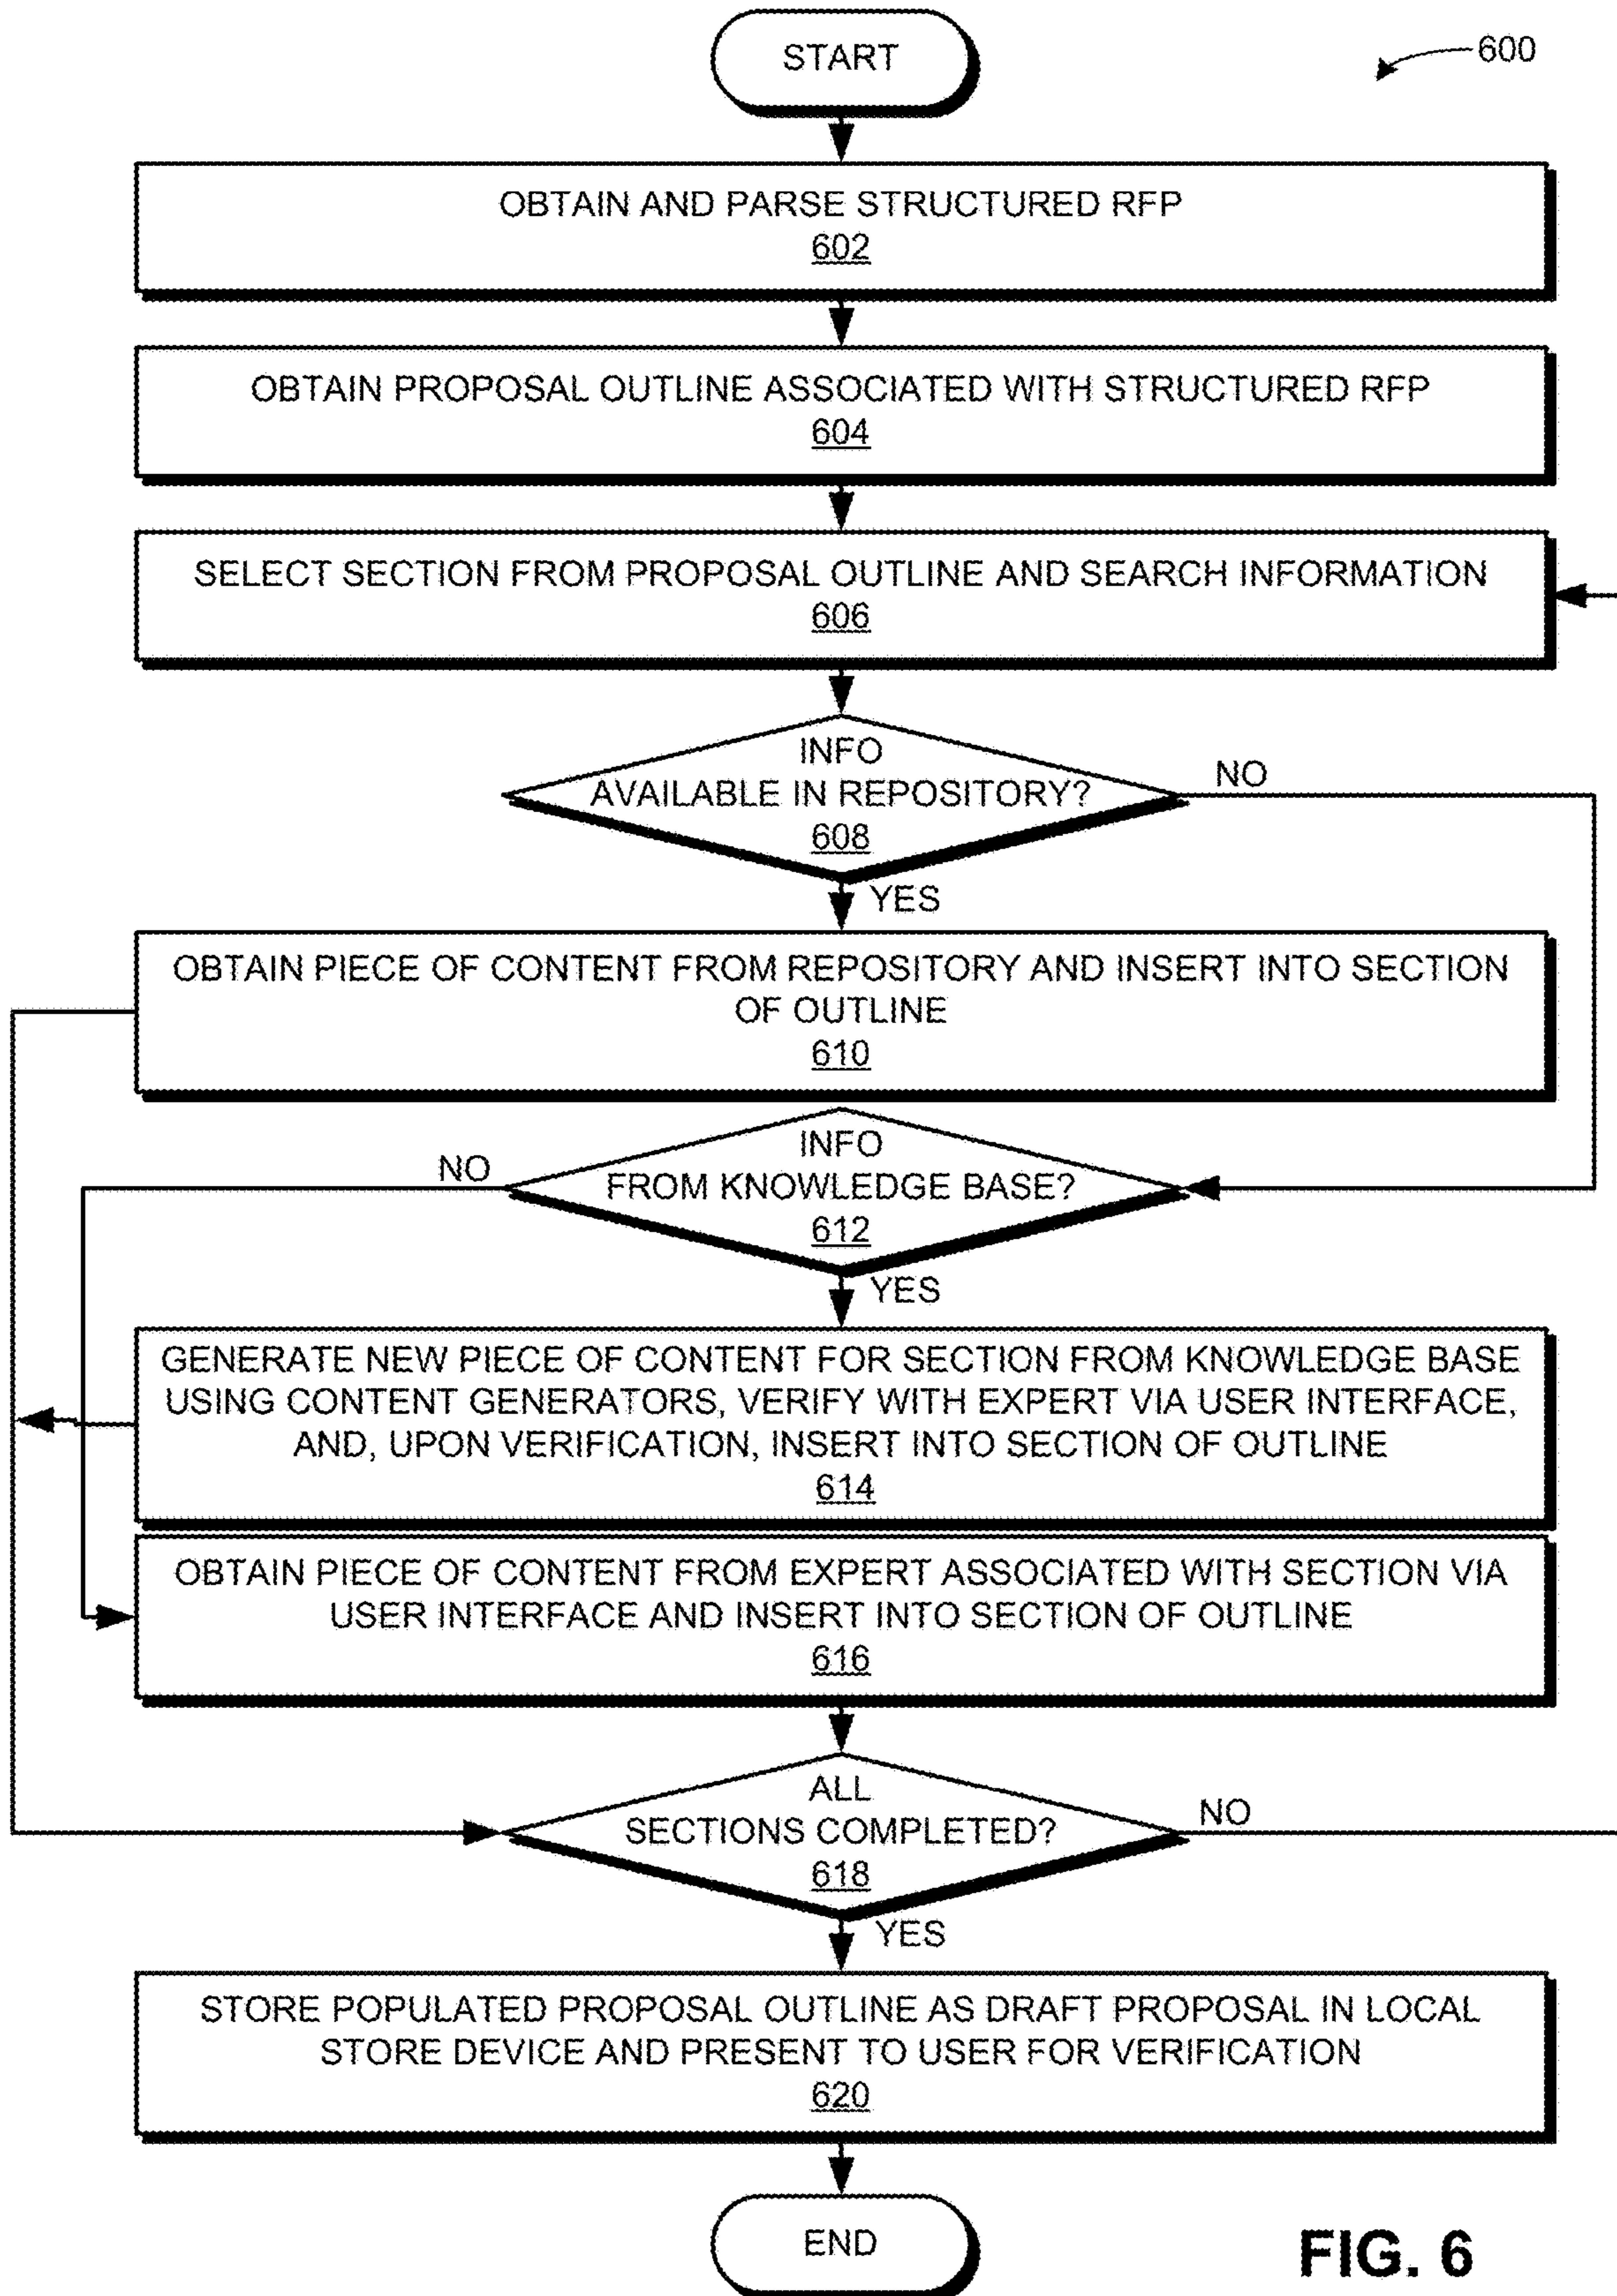 START
600
OBTAIN AND PARSE STRUCTURED RFP
602
OBTAIN PROPOSAL OUTLINE ASSOCIATED WITH STRUCTURED RFP
604
SELECT SECTION FROM PROPOSAL OUTLINE AND SEARCH INFORMATION
606
INFO
AVAILABLE IN REPOSITORY?
608
NO
YES
OBTAIN PIECE OF CONTENT FROM REPOSITORY AND INSERT INTO SECTION
OF OUTLINE
610
INFO
FROM KNOWLEDGE BASE?
612
NO
YES
GENERATE NEW PIECE OF CONTENT FOR SECTION FROM KNOWLEDGE BASE
USING CONTENT GENERATORS, VERIFY WITH EXPERT VIA USER INTERFACE,
AND, UPON VERIFICATION, INSERT INTO SECTION OF OUTLINE
614
OBTAIN PIECE OF CONTENT FROM EXPERT ASSOCIATED WITH SECTION VIA
USER INTERFACE AND INSERT INTO SECTION OF OUTLINE
616
ALL
SECTIONS COMPLETED?
618
NO
YES
STORE POPULATED PROPOSAL OUTLINE AS DRAFT PROPOSAL IN LOCAL
STORE DEVICE AND PRESENT TO USER FOR VERIFICATION
620
END
FIG. 6